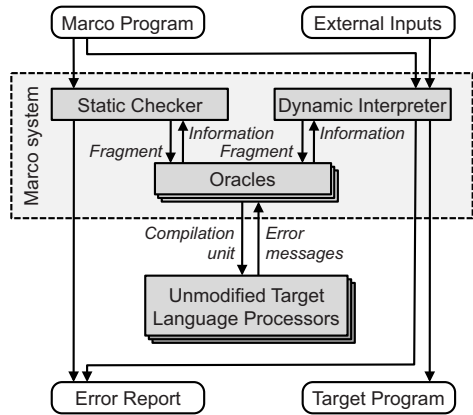 Marco Program
External Inputs
Marco system
Static Checker
Dynamic Interpreter
Information
Information
Fragment
Fragment
Oracles
Compilation
unit
Error
messages
Unmodified Target
Language Processors
Error Report
Target Program